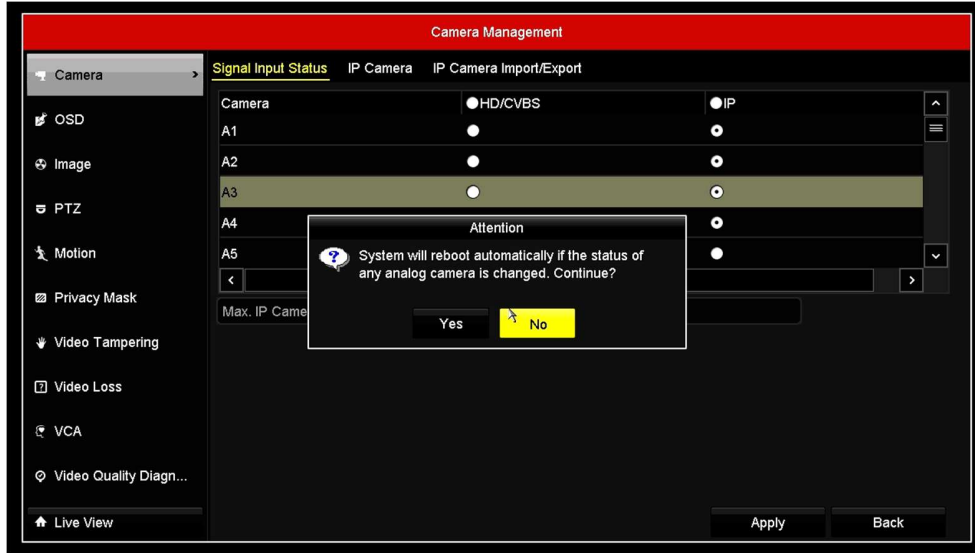 Camera Management
Camera
OSD
Image
PTZ
Motion
Privacy Mask
Video Tampering
Video Loss
VCA
Video Quality Diagn...
Live View
Signal Input Status IP Camera IP Camera Import/Export
Camera HD/CVBS IP
A1
A2
A3
A4
A5
Max. IP Came
Attention
System will reboot automatically if the status of
any analog camera is changed. Continue?
Yes No
Apply Back